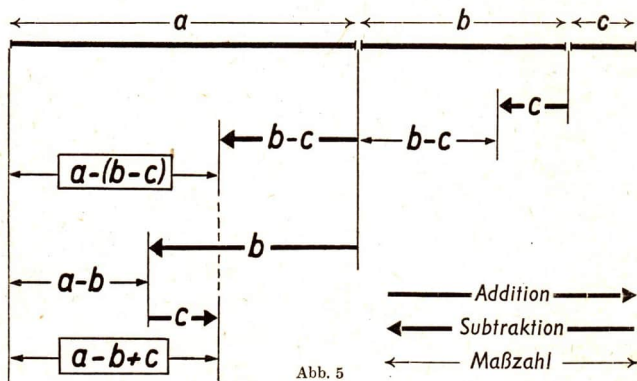 a b c
c
b-c b-c
a-(b-c)
b
a-b
Addition
c
Subtraktion
a-b+c
Maßzahl
Abb. 5